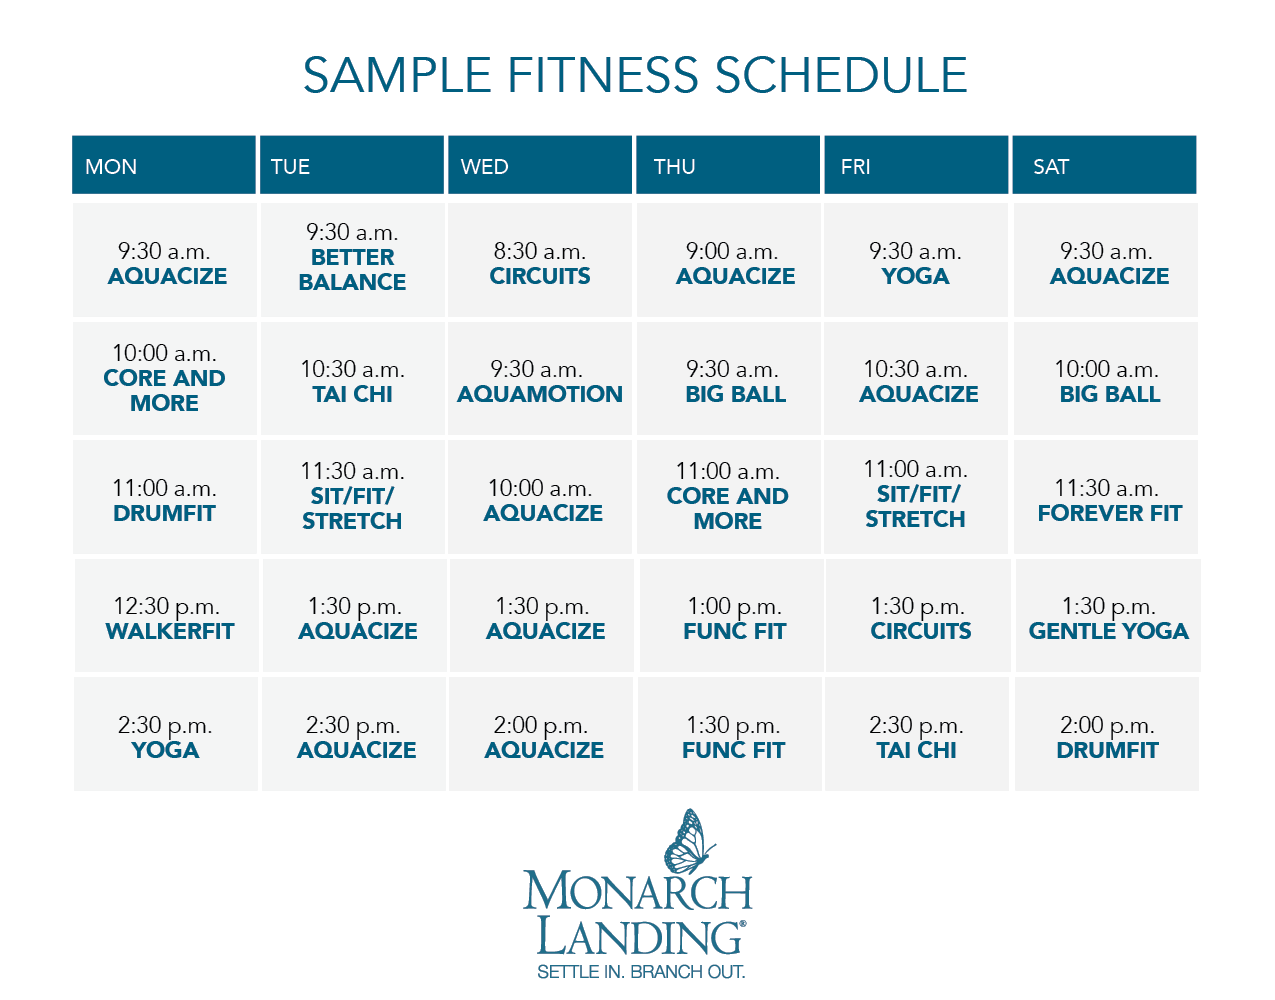 SAMPLE FITNESS SCHEDULE
MON TUE WED THU FRI SAT
9:30 a.m.
AQUACIZE
9:30 a.m.
BETTER
BALANCE
8:30 a.m.
CIRCUITS
9:00 a.m.
AQUACIZE
9:30 a.m.
YOGA
9:30 a.m.
AQUACIZE
10:00 a.m.
CORE AND
MORE
10:30 a.m.
TAI CHI
9:30 a.m.
AQUAMOTION
9:30 a.m.
BIG BALL
10:30 a.m.
AQUACIZE
10:00 a.m.
BIG BALL
11:00 a.m.
DRUMFIT
11:30 a.m.
SIT/FIT/
STRETCH
10:00 a.m.
AQUACIZE
11:00 a.m.
CORE AND
MORE
11:00 a.m.
SIT/FIT/
STRETCH
11:30 a.m.
FOREVER FIT
12:30 p.m.
WALKERFIT
1:30 p.m.
AQUACIZE
1:30 p.m.
AQUACIZE
1:00 p.m.
FUNC FIT
1:30 p.m.
CIRCUITS
1:30 p.m.
GENTLE YOGA
2:30 p.m.
YOGA
2:30 p.m.
AQUACIZE
2:00 p.m.
AQUACIZE
1:30 p.m.
FUNC FIT
2:30 p.m.
TAI CHI
2:00 p.m.
DRUMFIT
MONARCH
LANDING®
SETTLE IN. BRANCH OUT.